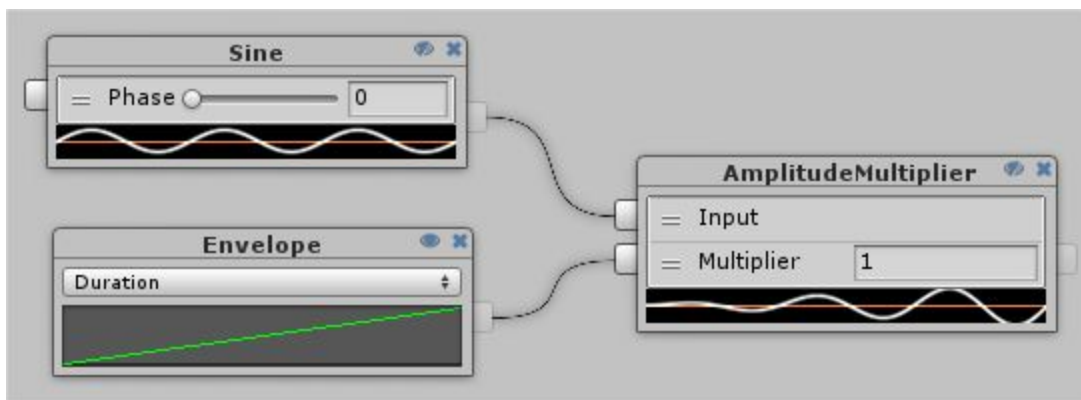 Sine
Phase 0
Envelope
Duration
AmplitudeMultiplier
Input
Multiplier 1